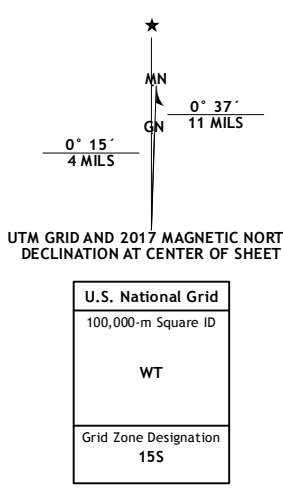 ★
MN
0° 37´
11 MILS
GN
0° 15´
4 MILS
UTM GRID AND 2017 MAGNETIC NORT
DECLINATION AT CENTER OF SHEET
U.S. National Grid
100,000-m Square ID
WT
Grid Zone Designation
15S